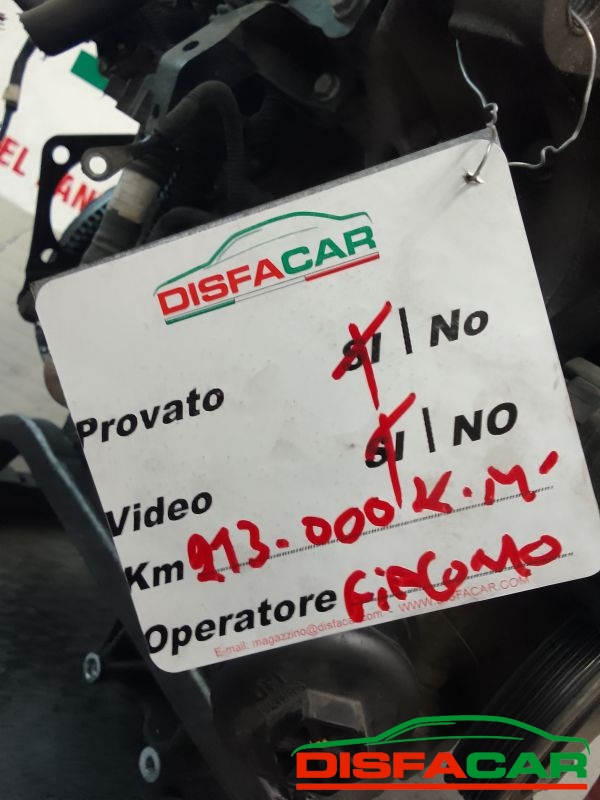 DISFACAR
Provato SI | No
Video SI | NO
Km 213.000 K.M.
Operatore GiACOMO
E-mail: magazzino@disfacar.com - WWW.DISFACAR.COM
DISFACAR